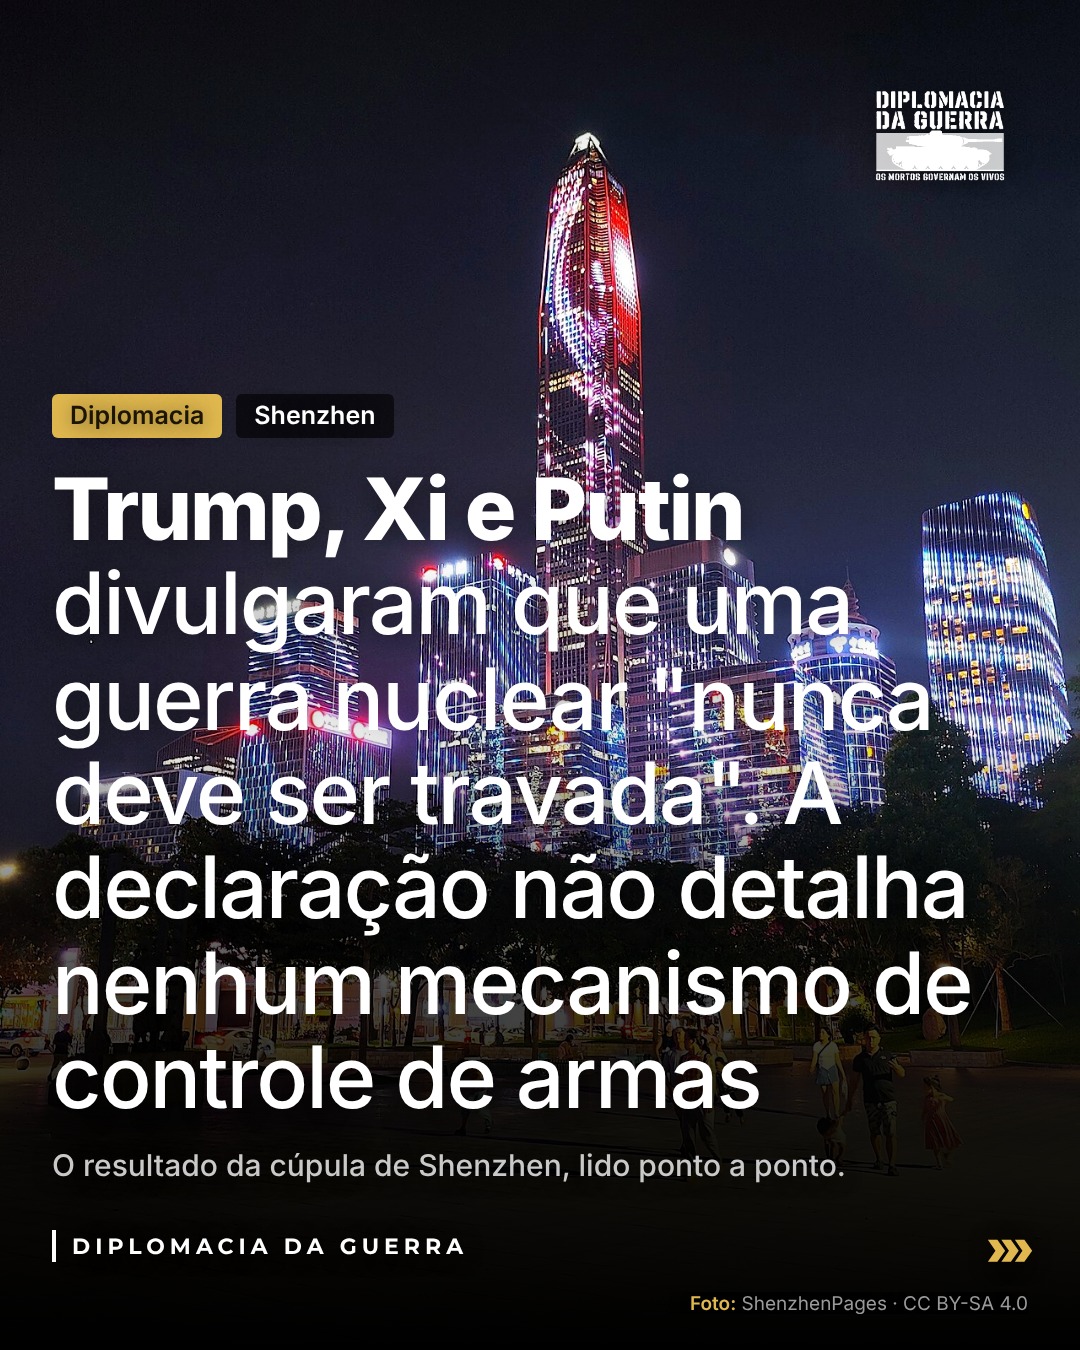 DIPLOMACIA
DA GUERRA
OS MORTOS GOVERNAM OS VIVOS
Diplomacia
Shenzhen
Trump, Xi e Putin
divulgaram que uma
guerra nuclear "nunca
deve ser travada". A
declaração não detalha
nenhum mecanismo de
controle de armas
O resultado da cúpula de Shenzhen, lido ponto a ponto.
DIPLOMACIA DA GUERRA
Foto: ShenzhenPages · CC BY-SA 4.0